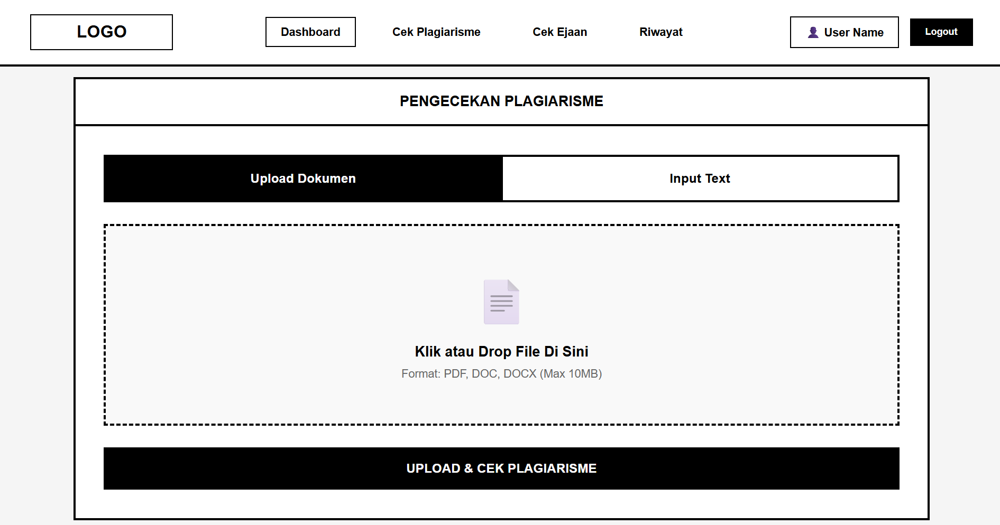 LOGO
Dashboard
Cek Plagiarisme
Cek Ejaan
Riwayat
User Name
Logout
PENGECEKAN PLAGIARISME
Upload Dokumen
Input Text
Klik atau Drop File Di Sini
Format: PDF, DOC, DOCX (Max 10MB)
UPLOAD & CEK PLAGIARISME